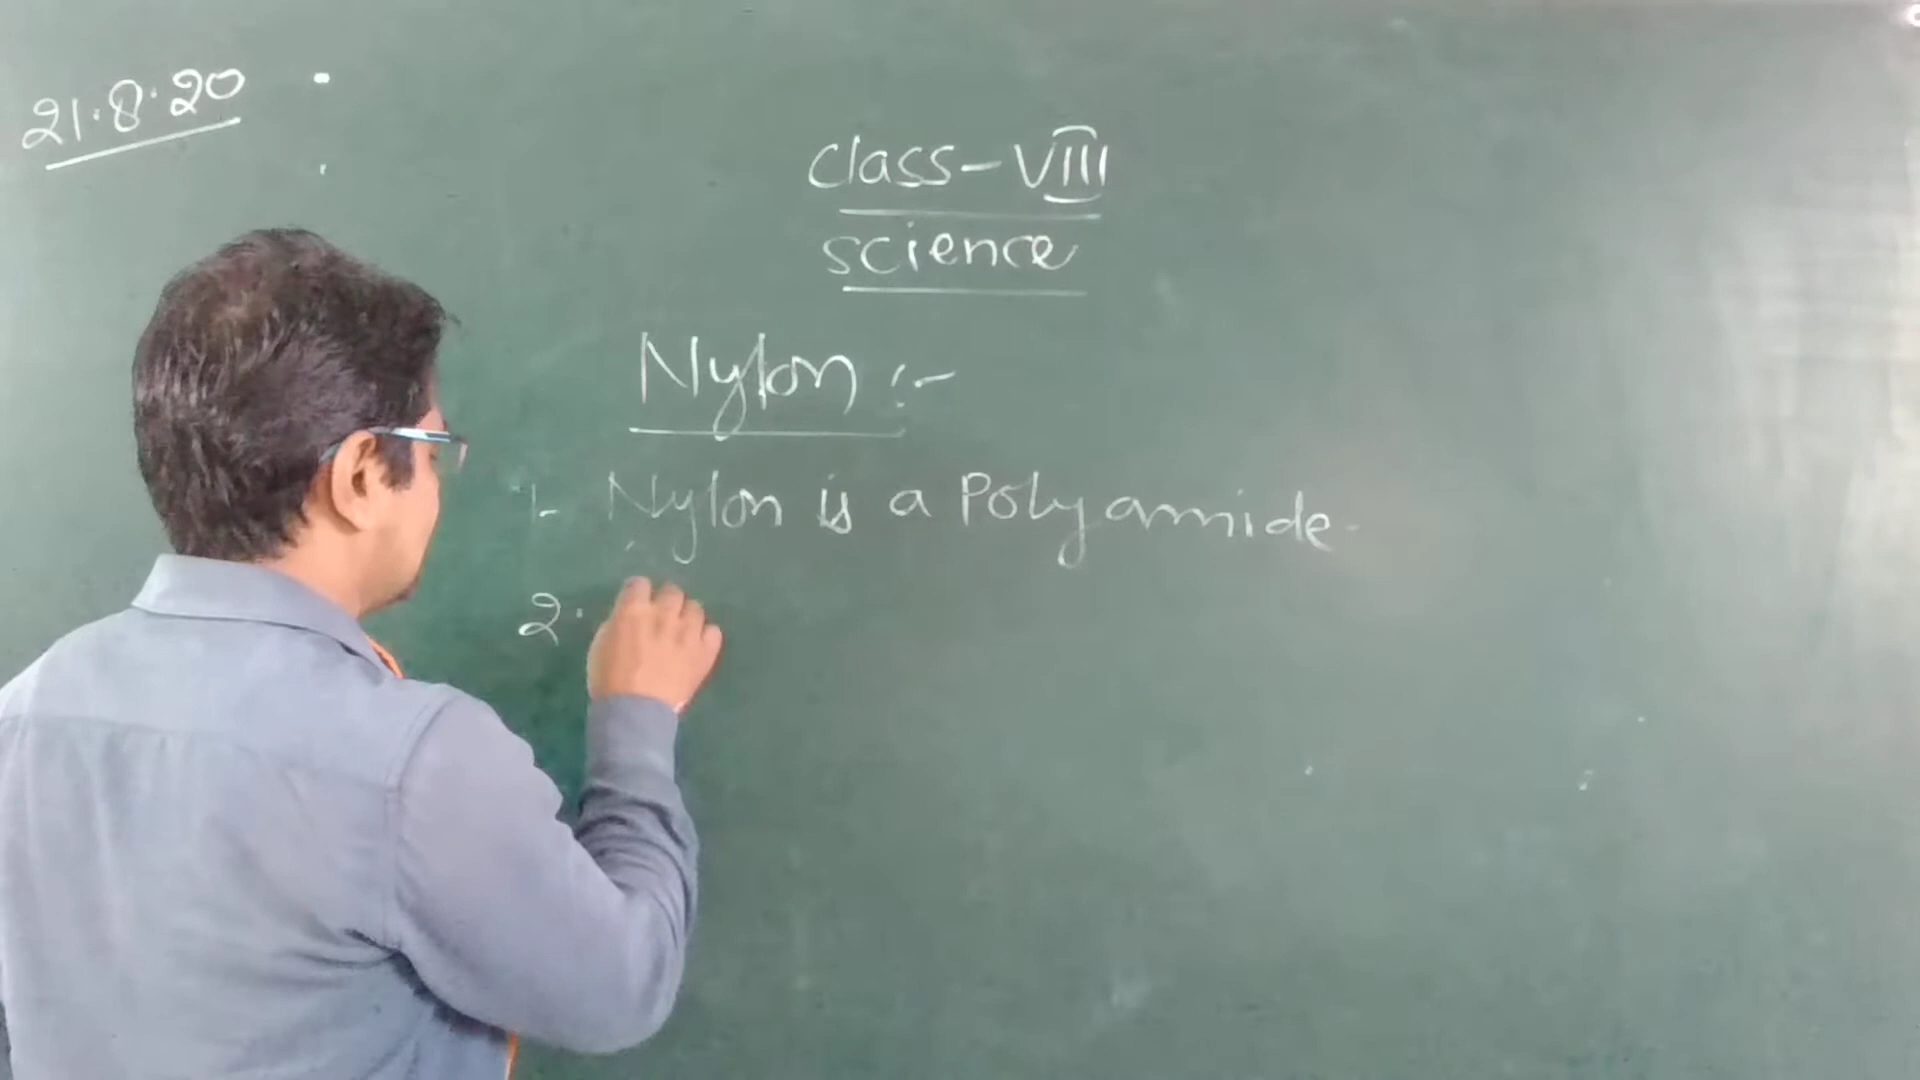 21.8.20
class-VIII
science
Nylon :-
1- Nylon is a Polyamide.
2.